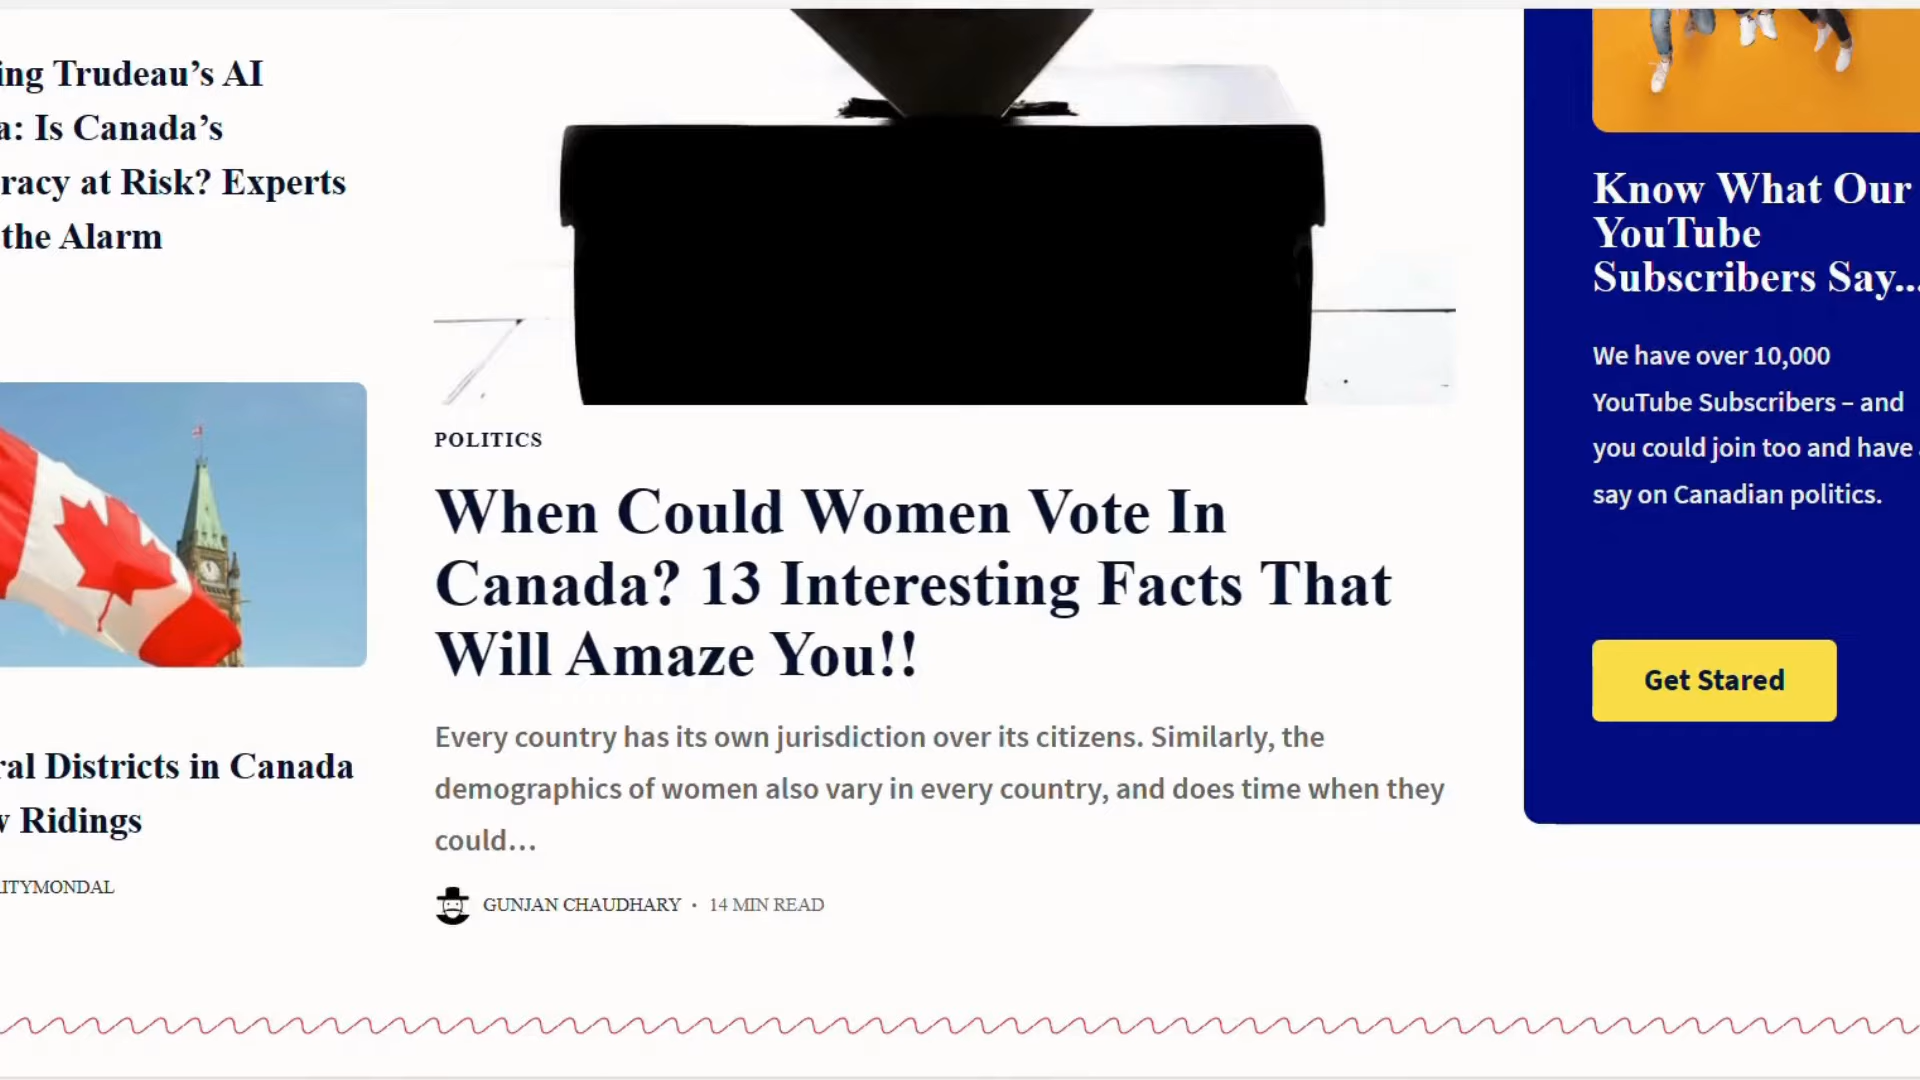 ing Trudeau’s AI
a: Is Canada’s
racy at Risk? Experts
the Alarm
ral Districts in Canada
Ridings
ITYMONDAL
POLITICS
When Could Women Vote In
Canada? 13 Interesting Facts That
Will Amaze You!!
Every country has its own jurisdiction over its citizens. Similarly, the
demographics of women also vary in every country, and does time when they
could…
GUNJAN CHAUDHARY • 14 MIN READ
Know What Our
YouTube
Subscribers Say...
We have over 10,000
YouTube Subscribers – and
you could join too and have
say on Canadian politics.
Get Stared